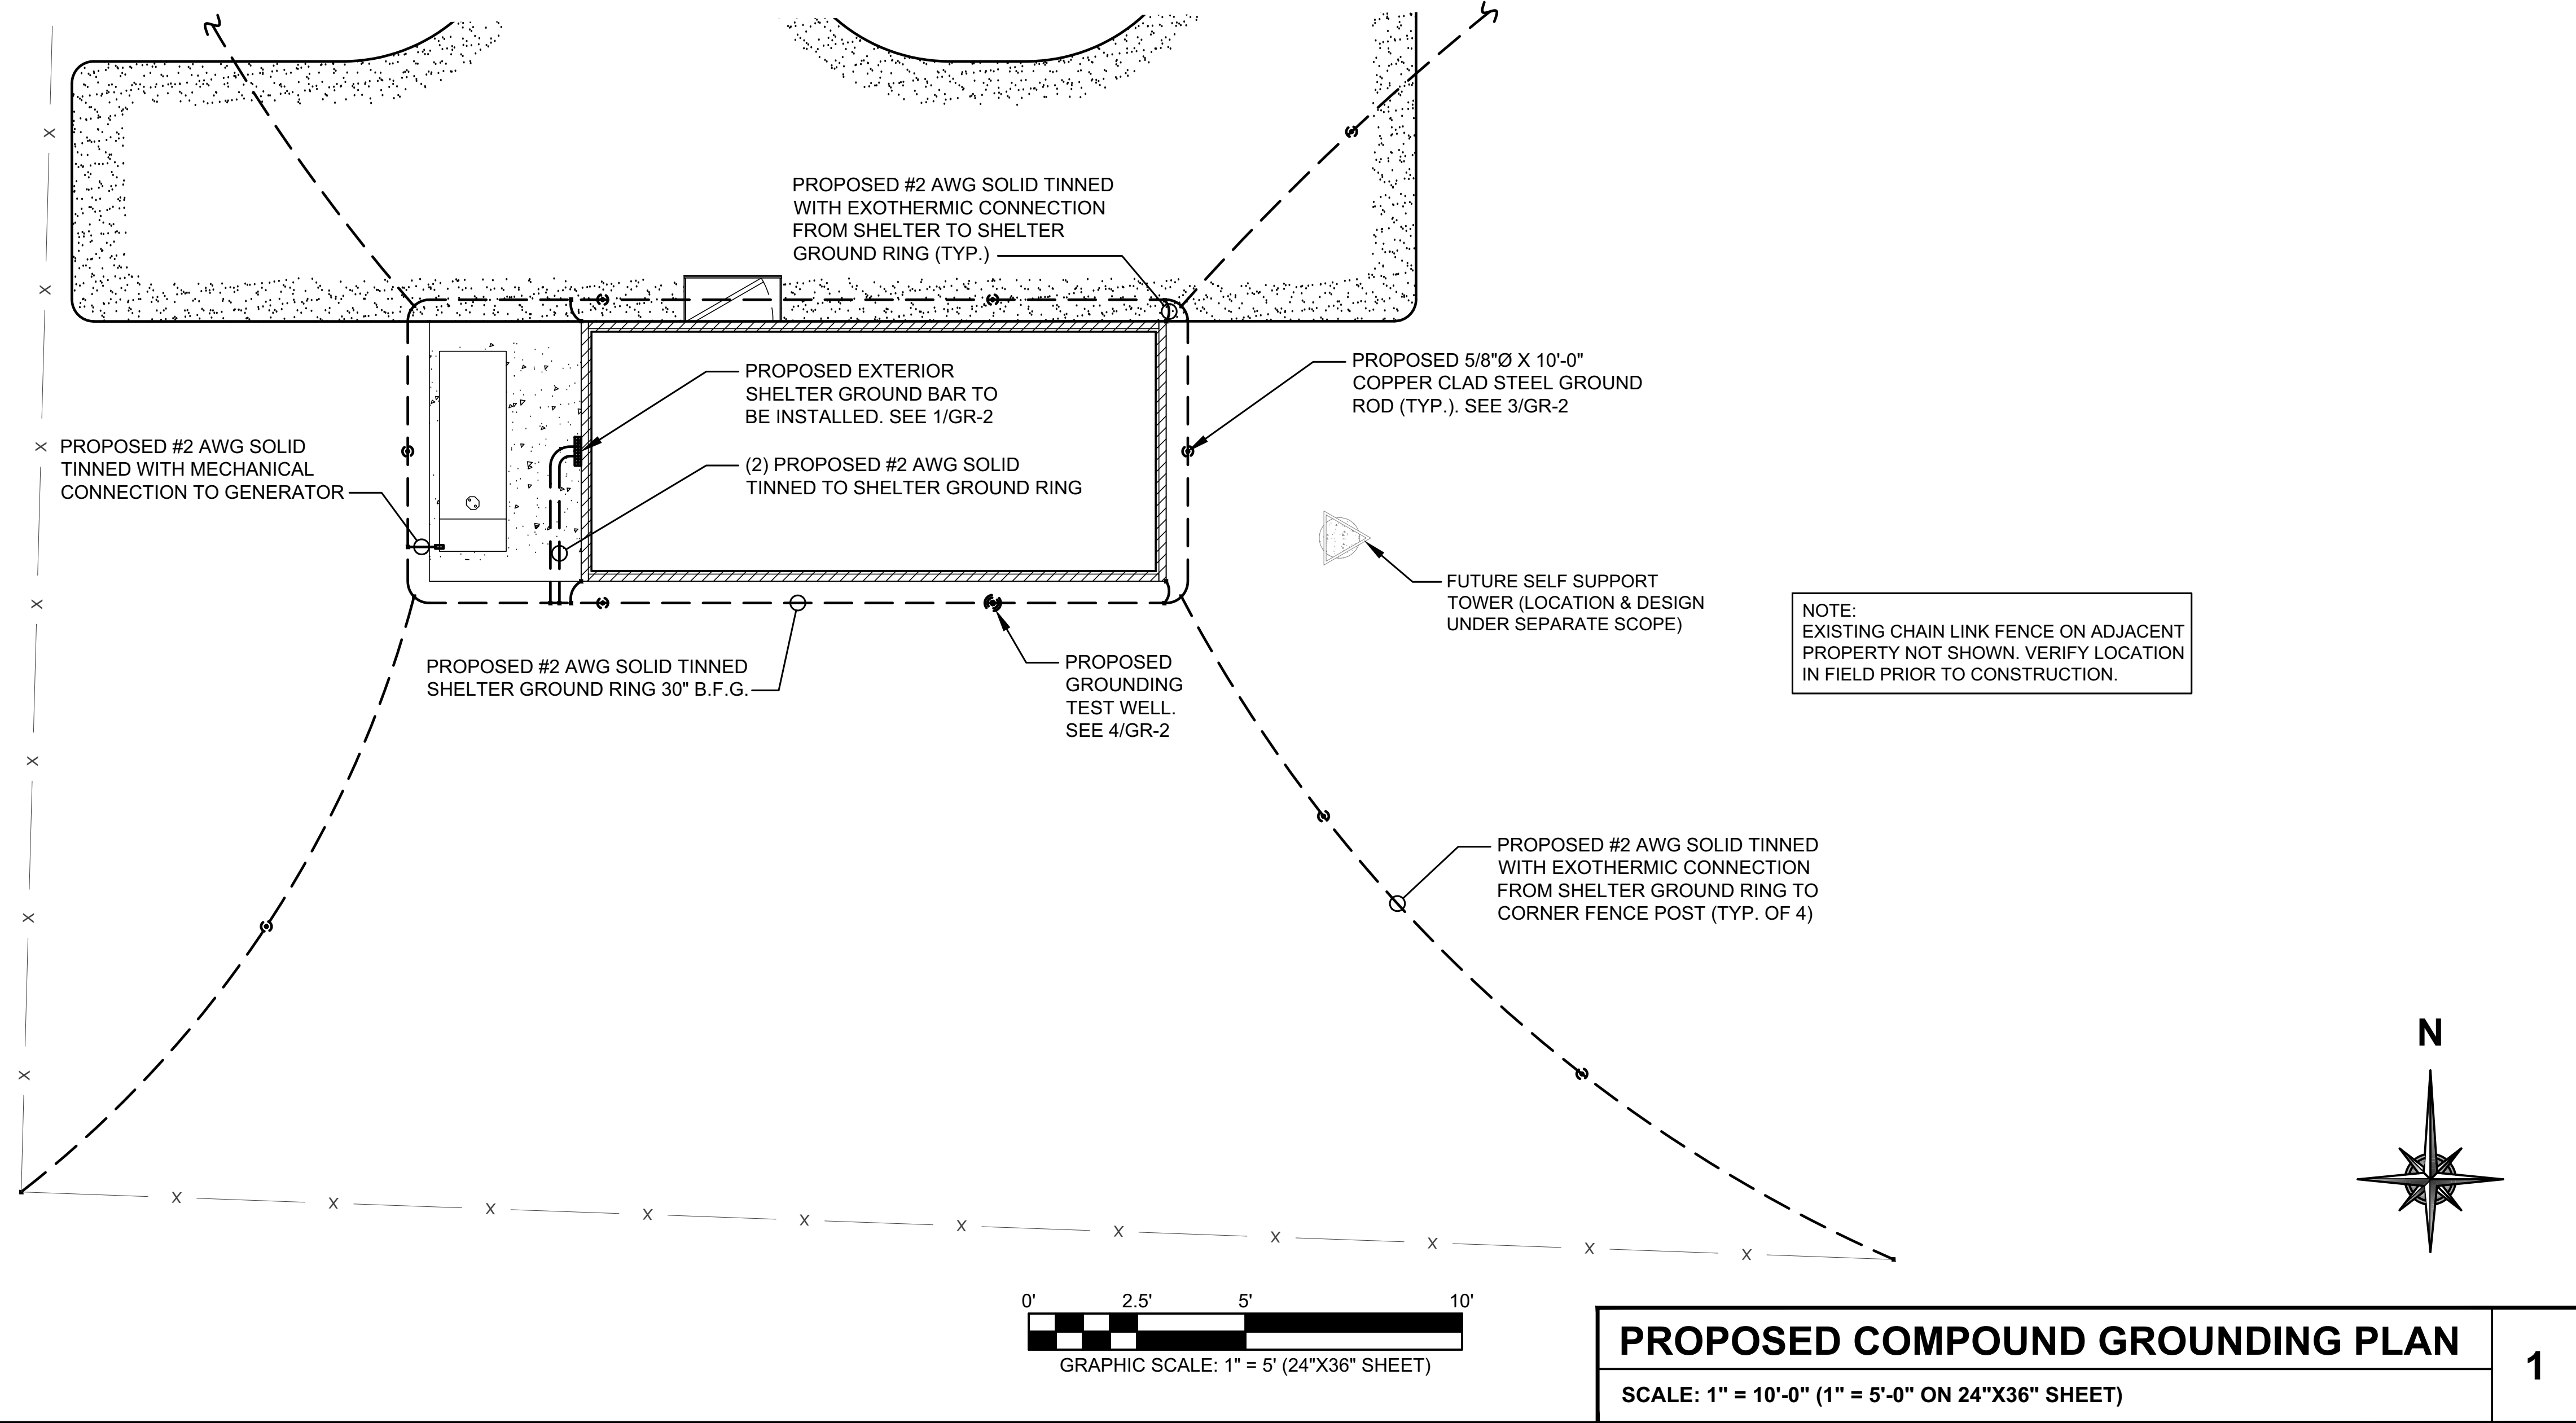 PROPOSED #2 AWG SOLID TINNED
WITH EXOTHERMIC CONNECTION
FROM SHELTER TO SHELTER
GROUND RING (TYP.)
PROPOSED EXTERIOR
SHELTER GROUND BAR TO
BE INSTALLED. SEE 1/GR-2
PROPOSED 5/8"Ø X 10'-0"
COPPER CLAD STEEL GROUND
ROD (TYP.). SEE 3/GR-2
PROPOSED #2 AWG SOLID
TINNED WITH MECHANICAL
CONNECTION TO GENERATOR
(2) PROPOSED #2 AWG SOLID
TINNED TO SHELTER GROUND RING
FUTURE SELF SUPPORT
TOWER (LOCATION & DESIGN
UNDER SEPARATE SCOPE)
NOTE:
EXISTING CHAIN LINK FENCE ON ADJACENT
PROPERTY NOT SHOWN. VERIFY LOCATION
IN FIELD PRIOR TO CONSTRUCTION.
PROPOSED #2 AWG SOLID TINNED
SHELTER GROUND RING 30" B.F.G.
PROPOSED
GROUNDING
TEST WELL.
SEE 4/GR-2
PROPOSED #2 AWG SOLID TINNED
WITH EXOTHERMIC CONNECTION
FROM SHELTER GROUND RING TO
CORNER FENCE POST (TYP. OF 4)
N
X
X
X
X
X
X
X
X X X X X X X X X X X
0' 2.5' 5' 10'
GRAPHIC SCALE: 1" = 5' (24"X36" SHEET)
PROPOSED COMPOUND GROUNDING PLAN
1
SCALE: 1" = 10'-0" (1" = 5'-0" ON 24"X36" SHEET)